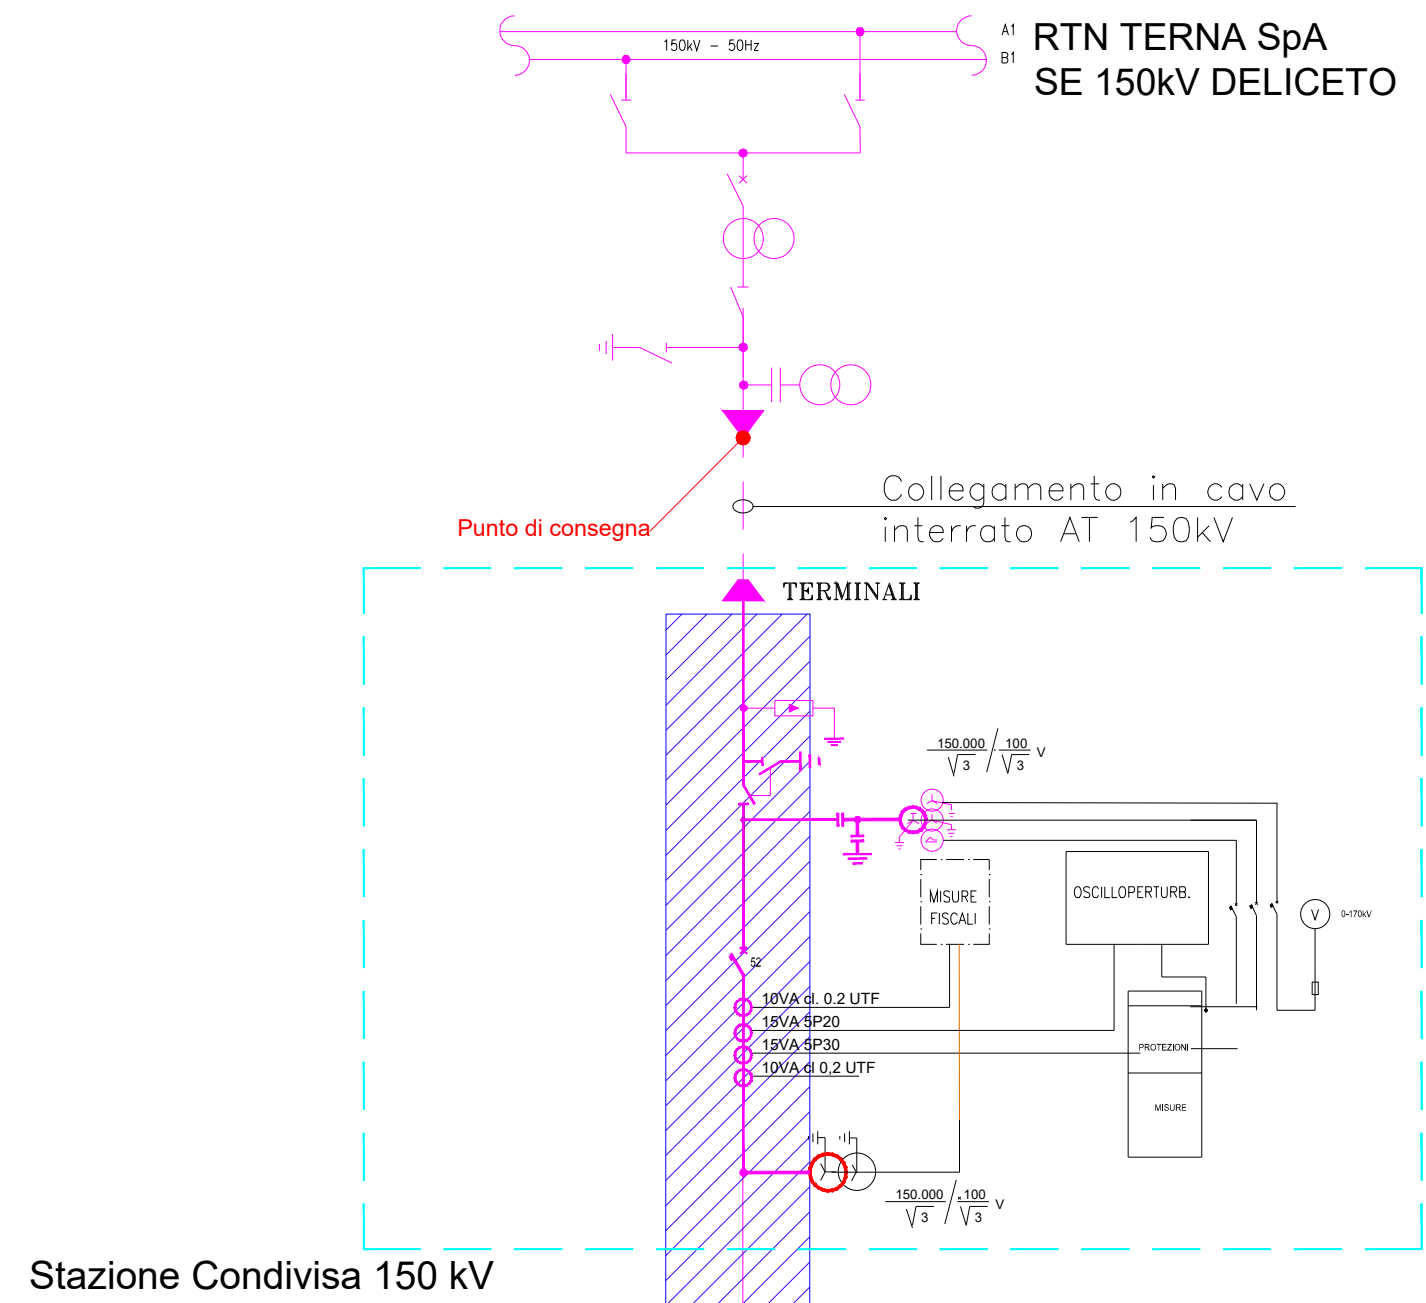 A1
RTN TERNA SpA
150kV - 50Hz
B1
SE 150kV DELICETO
Collegamento in cavo
Punto di consegna
interrato AT 150kV
TERMINALI
150.000 / 100 V
√3 √3
MISURE
FISCALI
OSCILLOPERTURB.
V
0-170kV
52
10VA cl. 0.2 UTF
15VA 5P20
15VA 5P30
PROTEZIONI
10VA cl 0,2 UTF
MISURE
150.000 / 100 V
√3 √3
Stazione Condivisa 150 kV